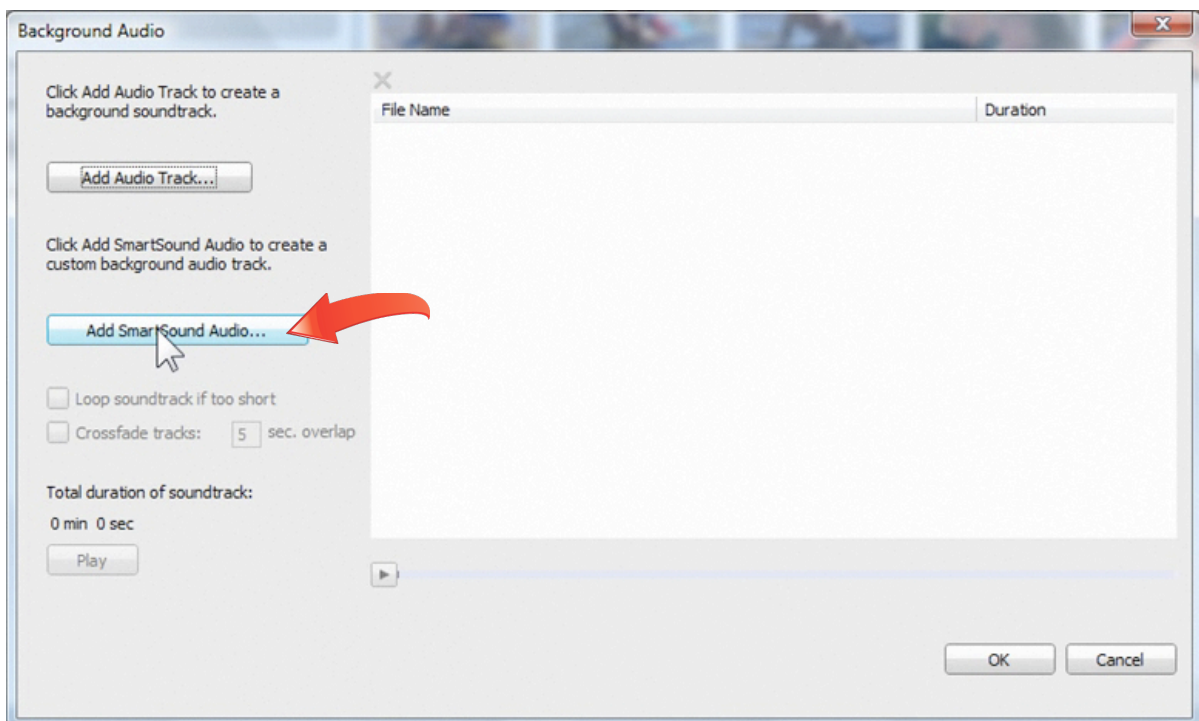 Background Audio
Click Add Audio Track to create a
background soundtrack.
Add Audio Track...
Click Add SmartSound Audio to create a
custom background audio track.
Add SmartSound Audio...
Loop soundtrack if too short
Crossfade tracks: 5 sec. overlap
Total duration of soundtrack:
0 min 0 sec
Play
File Name Duration
OK Cancel